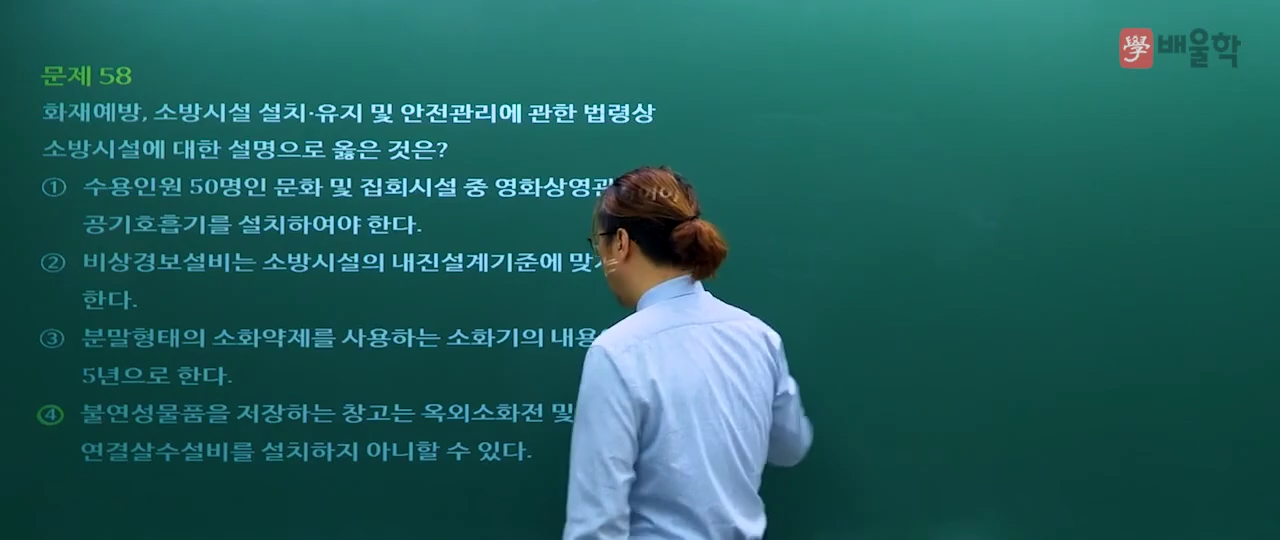 學 배울학
문제 58
화재예방, 소방시설 설치·유지 및 안전관리에 관한 법령상
소방시설에 대한 설명으로 옳은 것은?
① 수용인원 50명인 문화 및 집회시설 중
공기호흡기를 설치하여야 한다.
② 비상경보설비는 소방시설의 내진설계기준에
한다.
③ 분말형태의 소화약제를 사용하는 소화기의
5년으로 한다.
④ 불연성물품을 저장하는 창고는 옥외소화전 및
연결살수설비를 설치하지 아니할 수 있다.